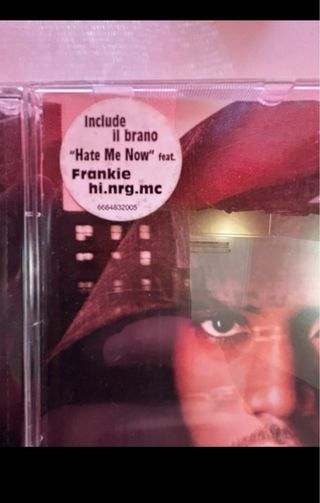 Include
il brano
"Hate Me Now" feat.
Frankie
hi.nrg.mc
6684832005